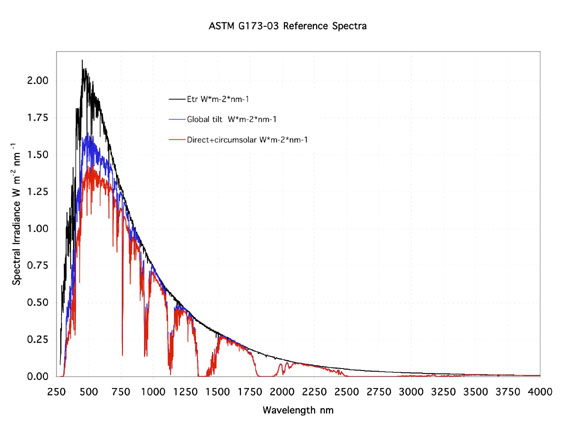 ASTM G173-03 Reference Spectra
Spectral Irradiance W m-2 nm-1
2.00
1.75
1.50
1.25
1.00
0.75
0.50
0.25
0.00
Etr W*m-2*nm-1
Global tilt W*m-2*nm-1
Direct+circumsolar W*m-2*nm-1
250 500 750 1000 1250 1500 1750 2000 2250 2500 2750 3000 3250 3500 3750 4000
Wavelength nm